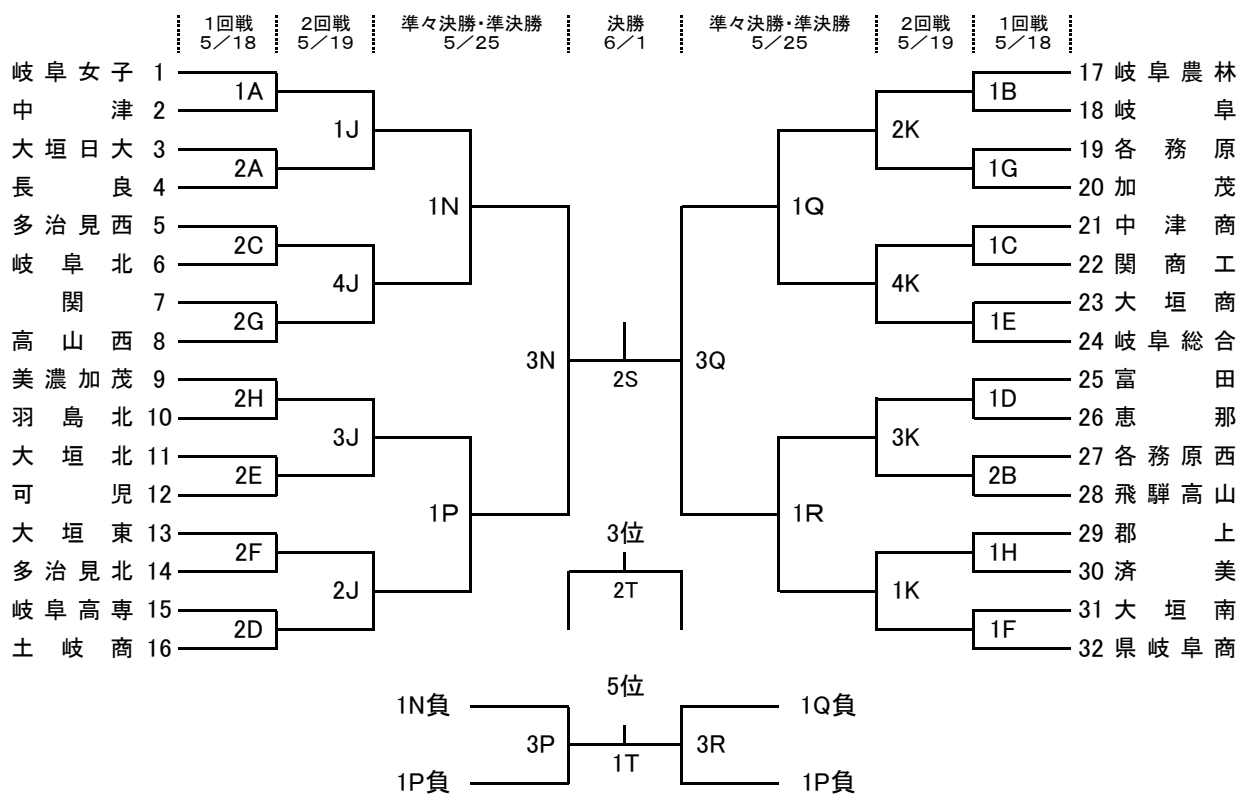 1回戦 2回戦 準々決勝・準決勝 決勝 準々決勝・準決勝 2回戦 1回戦
5/18 5/19 5/25 6/1 5/25 5/19 5/18
岐阜女子 1 17 岐阜農林
1A 1B
中津 2 18 岐阜
1J 2K
大垣日大 3 19 各務原
2A 1G
長良 4 20 加茂
1N 1Q
多治見西 5 21 中津商
2C 1C
岐阜北 6 22 関商工
4J 4K
関 7 23 大垣商
2G 1E
高山西 8 24 岐阜総合
3N 3Q
2S
美濃加茂 9 25 富田
2H 1D
羽島北 10 26 恵那
3J 3K
大垣北 11 27 各務原西
2E 2B
可児 12 28 飛騨高山
1P 1R
大垣東 13 3位 29 郡上
2F 1H
多治見北 14 30 済美
2J 2T 1K
岐阜高専 15 31 大垣南
2D 1F
土岐商 16 32 県岐阜商
5位
1N負 1Q負
3P 3R
1T
1P負 1P負